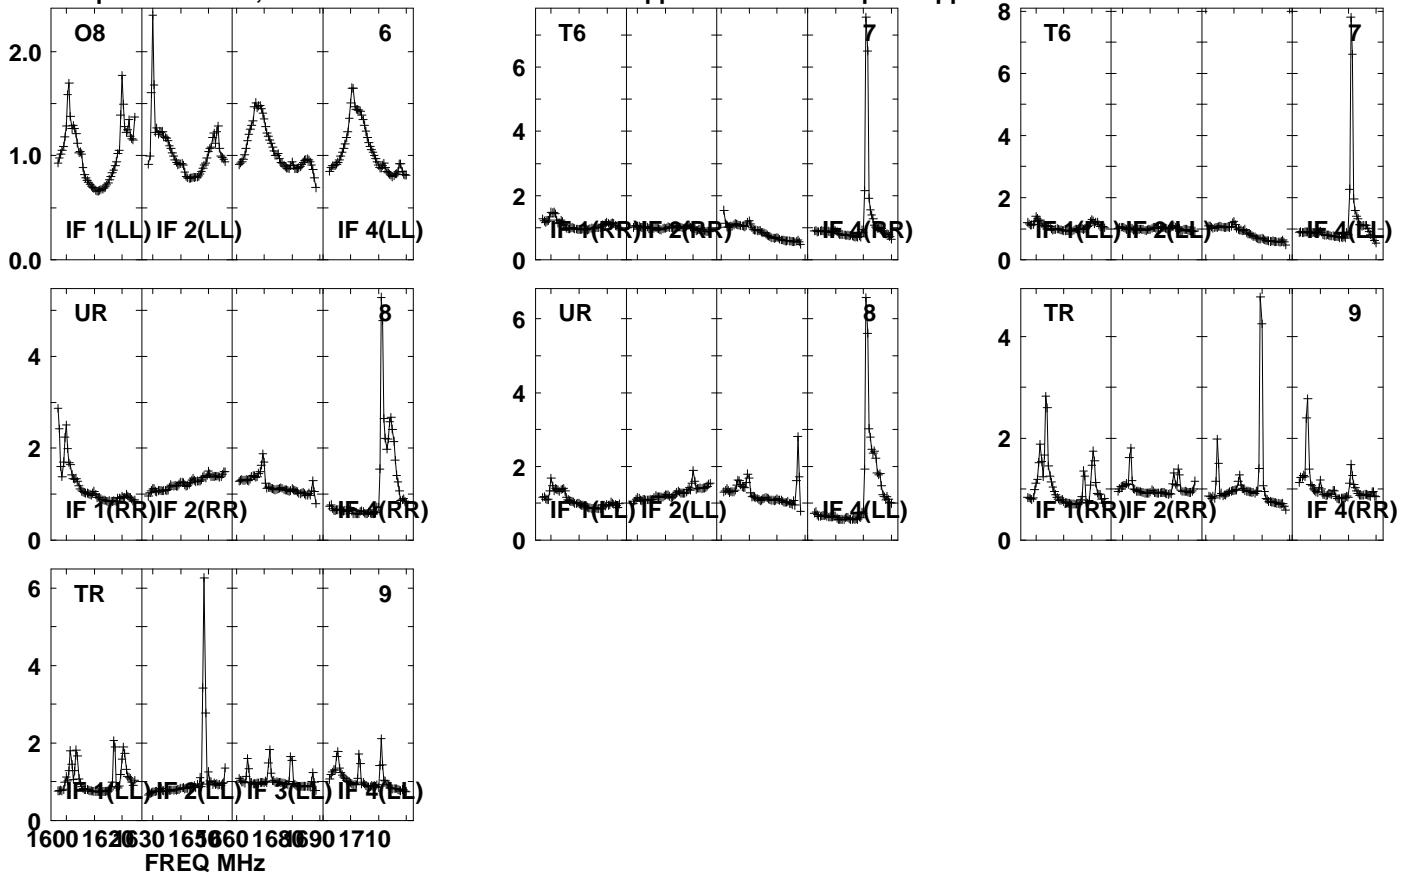 O8 6
2.0
1.0
0.0
IF 1(LL) IF 2(LL) IF 4(LL)
T6 7
6
4
2
0
IF 1(RR) IF 2(RR) IF 4(RR)
T6 7
8
6
4
2
0
IF 1(LL) IF 2(LL) IF 4(LL)
UR 8
4
2
0
IF 1(RR) IF 2(RR) IF 4(RR)
UR 8
6
4
2
0
IF 1(LL) IF 2(LL) IF 4(LL)
TR 9
4
2
0
IF 1(RR) IF 2(RR) IF 4(RR)
TR 9
6
4
2
0
IF 1(LL) IF 2(LL) IF 3(LL) IF 4(LL)
1600 1620 1630 1650 1660 1680 1690 1710
FREQ MHz